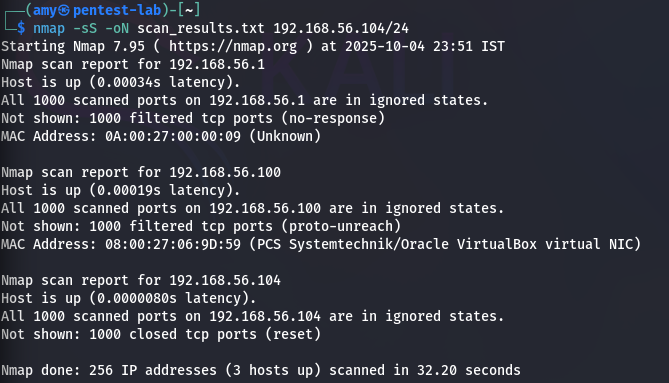 ┌──(amy㉿pentest-lab)-[~]
└─$ nmap -sS -oN scan_results.txt 192.168.56.104/24
Starting Nmap 7.95 ( https://nmap.org ) at 2025-10-04 23:51 IST
Nmap scan report for 192.168.56.1
Host is up (0.00034s latency).
All 1000 scanned ports on 192.168.56.1 are in ignored states.
Not shown: 1000 filtered tcp ports (no-response)
MAC Address: 0A:00:27:00:00:09 (Unknown)

Nmap scan report for 192.168.56.100
Host is up (0.00019s latency).
All 1000 scanned ports on 192.168.56.100 are in ignored states.
Not shown: 1000 filtered tcp ports (proto-unreach)
MAC Address: 08:00:27:06:9D:59 (PCS Systemtechnik/Oracle VirtualBox virtual NIC)

Nmap scan report for 192.168.56.104
Host is up (0.0000080s latency).
All 1000 scanned ports on 192.168.56.104 are in ignored states.
Not shown: 1000 closed tcp ports (reset)

Nmap done: 256 IP addresses (3 hosts up) scanned in 32.20 seconds